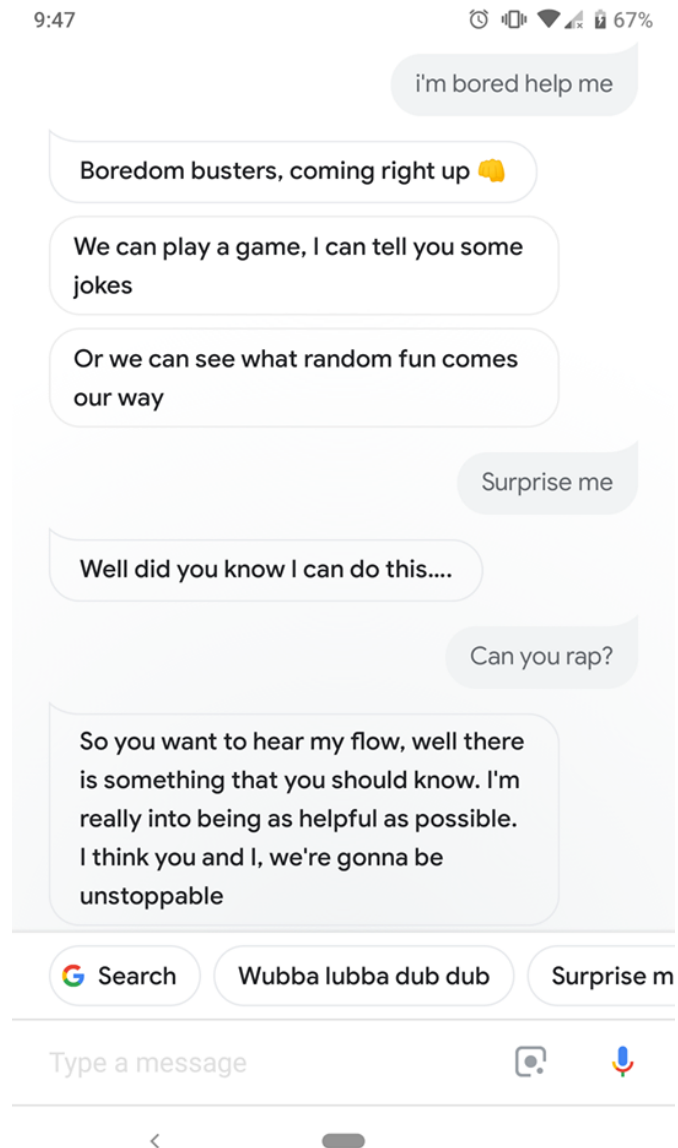 9:47
67%
i'm bored help me
Boredom busters, coming right up 👊
We can play a game, I can tell you some
jokes
Or we can see what random fun comes
our way
Surprise me
Well did you know I can do this....
Can you rap?
So you want to hear my flow, well there
is something that you should know. I'm
really into being as helpful as possible.
I think you and I, we're gonna be
unstoppable
Search
Wubba lubba dub dub
Surprise m
Type a message